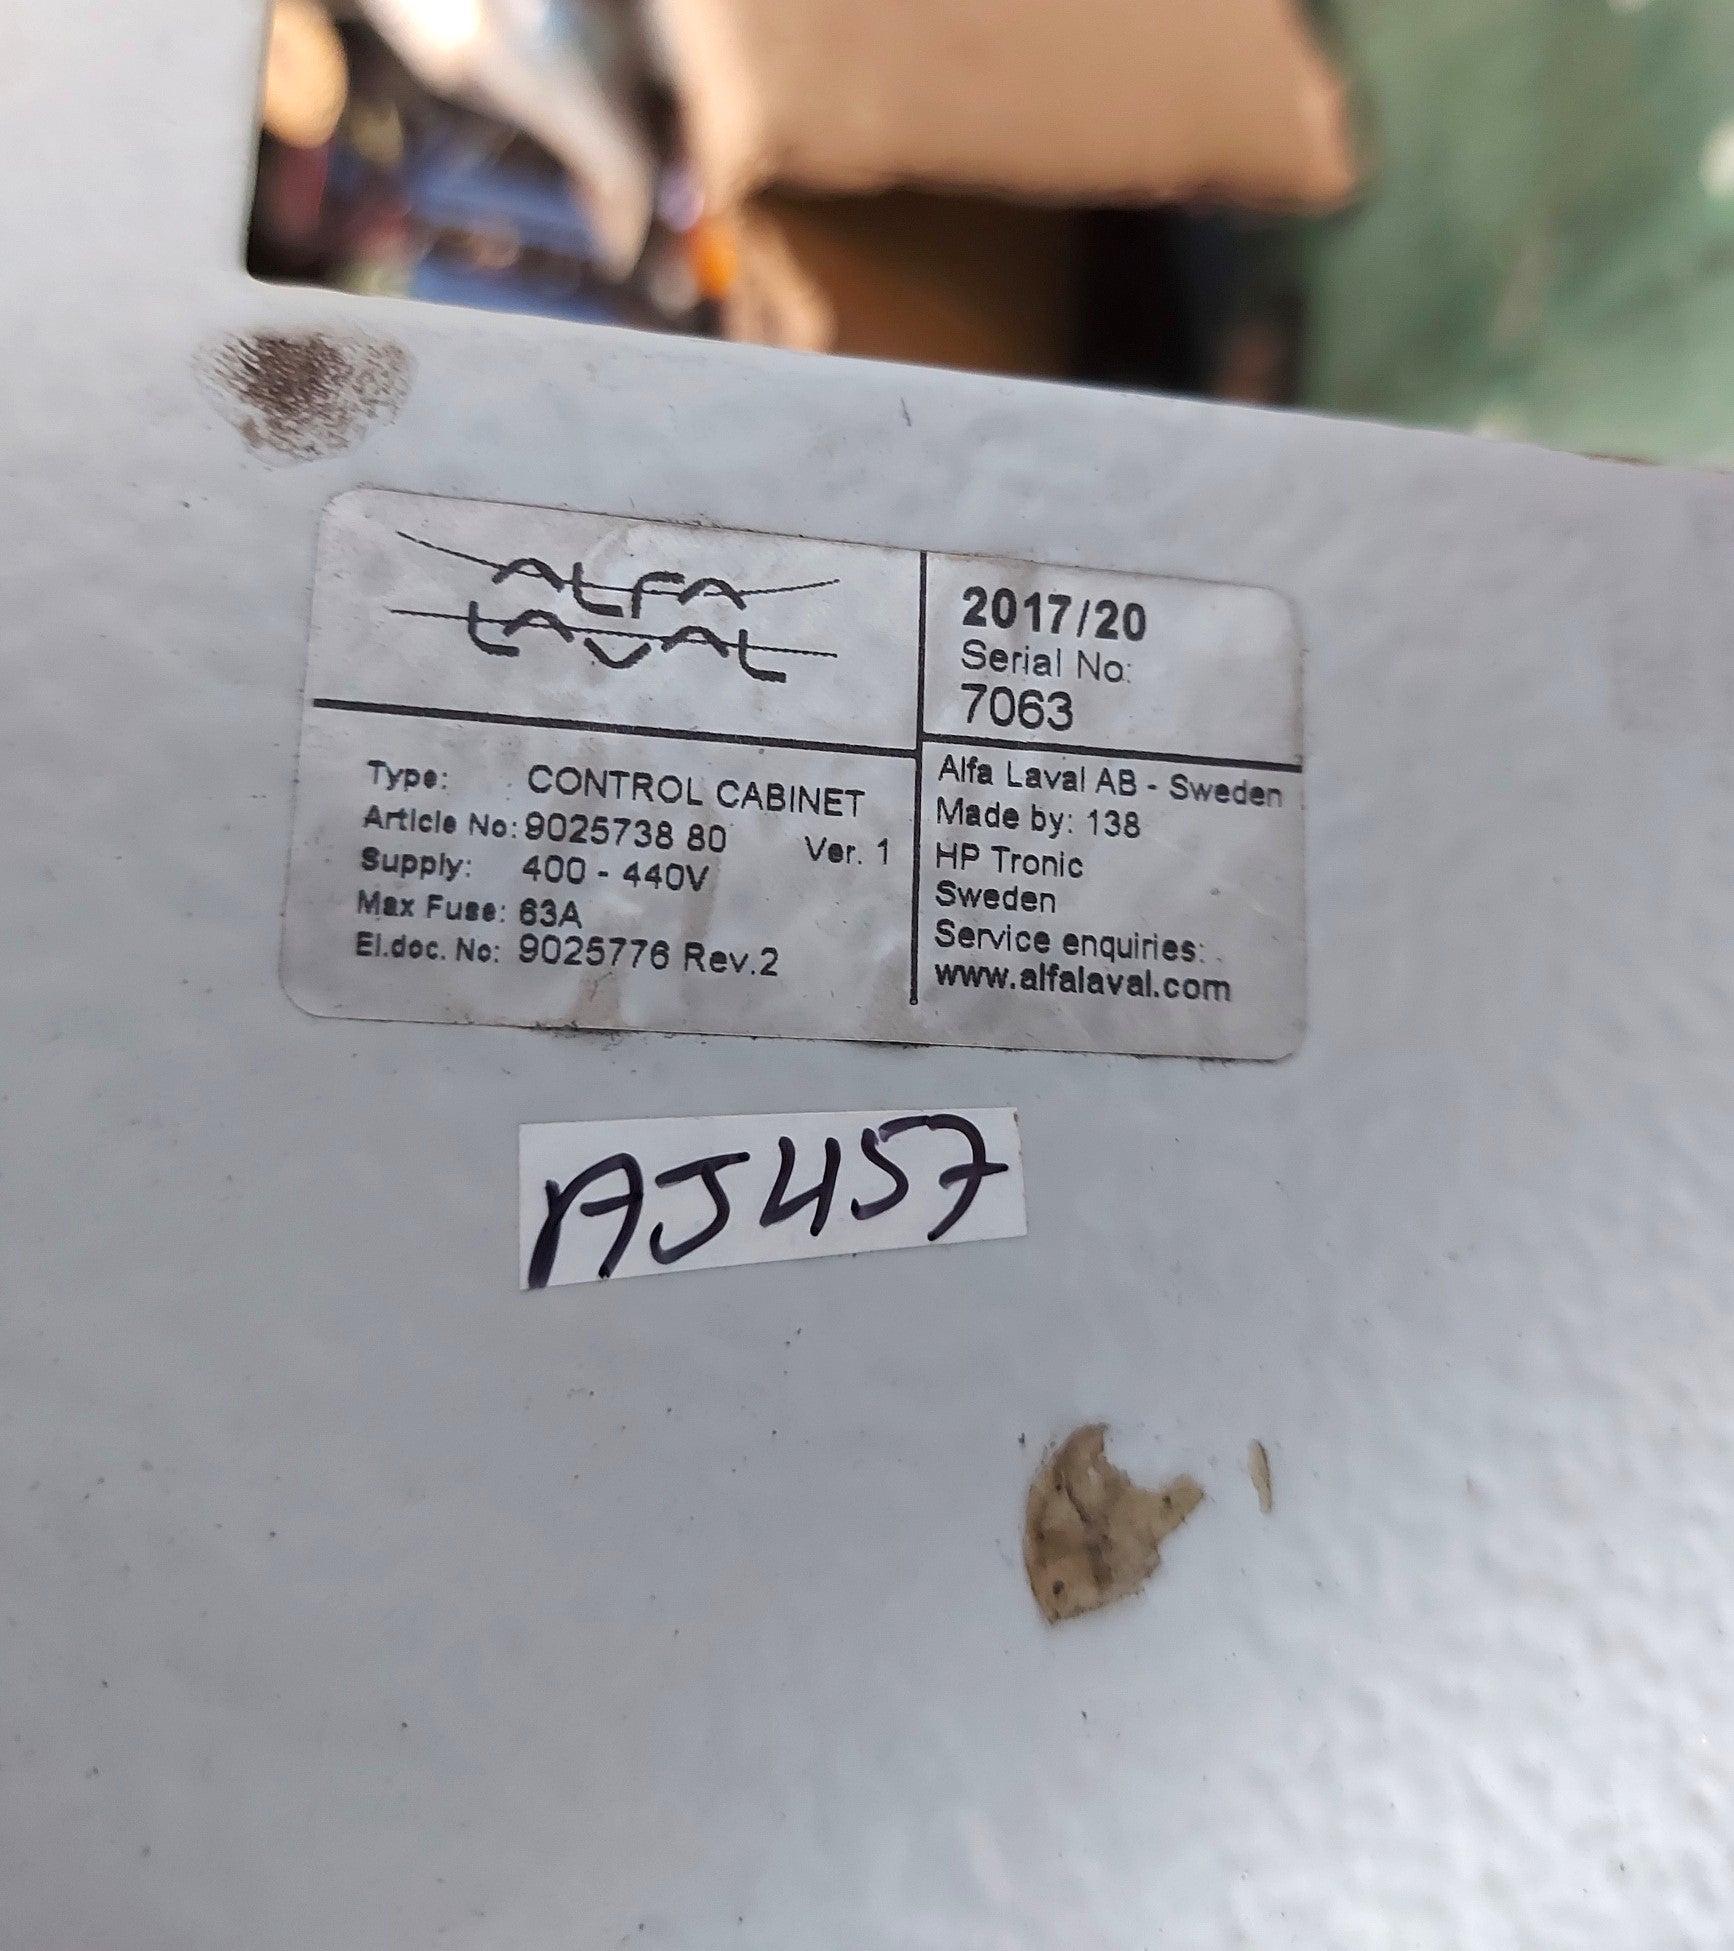 ALFA
LAVAL
2017/20
Serial No:
7063
Type: CONTROL CABINET
Article No: 9025738 80 Ver. 1
Supply: 400 - 440V
Max Fuse: 63A
El.doc. No: 9025776 Rev.2
Alfa Laval AB - Sweden
Made by: 138
HP Tronic
Sweden
Service enquiries:
www.alfalaval.com
AJ457